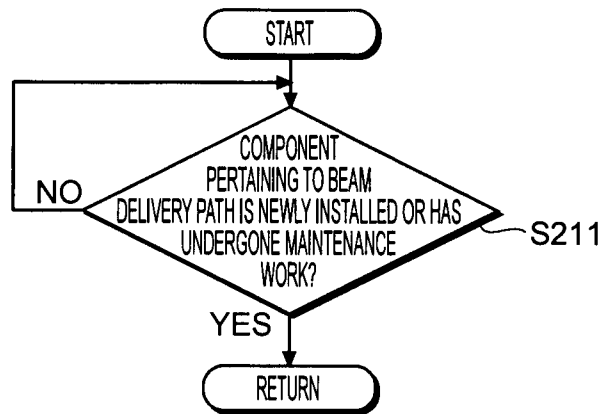 START
COMPONENT
PERTAINING TO BEAM
DELIVERY PATH IS NEWLY INSTALLED OR HAS
UNDERGONE MAINTENANCE
WORK?
NO
S211
YES
RETURN